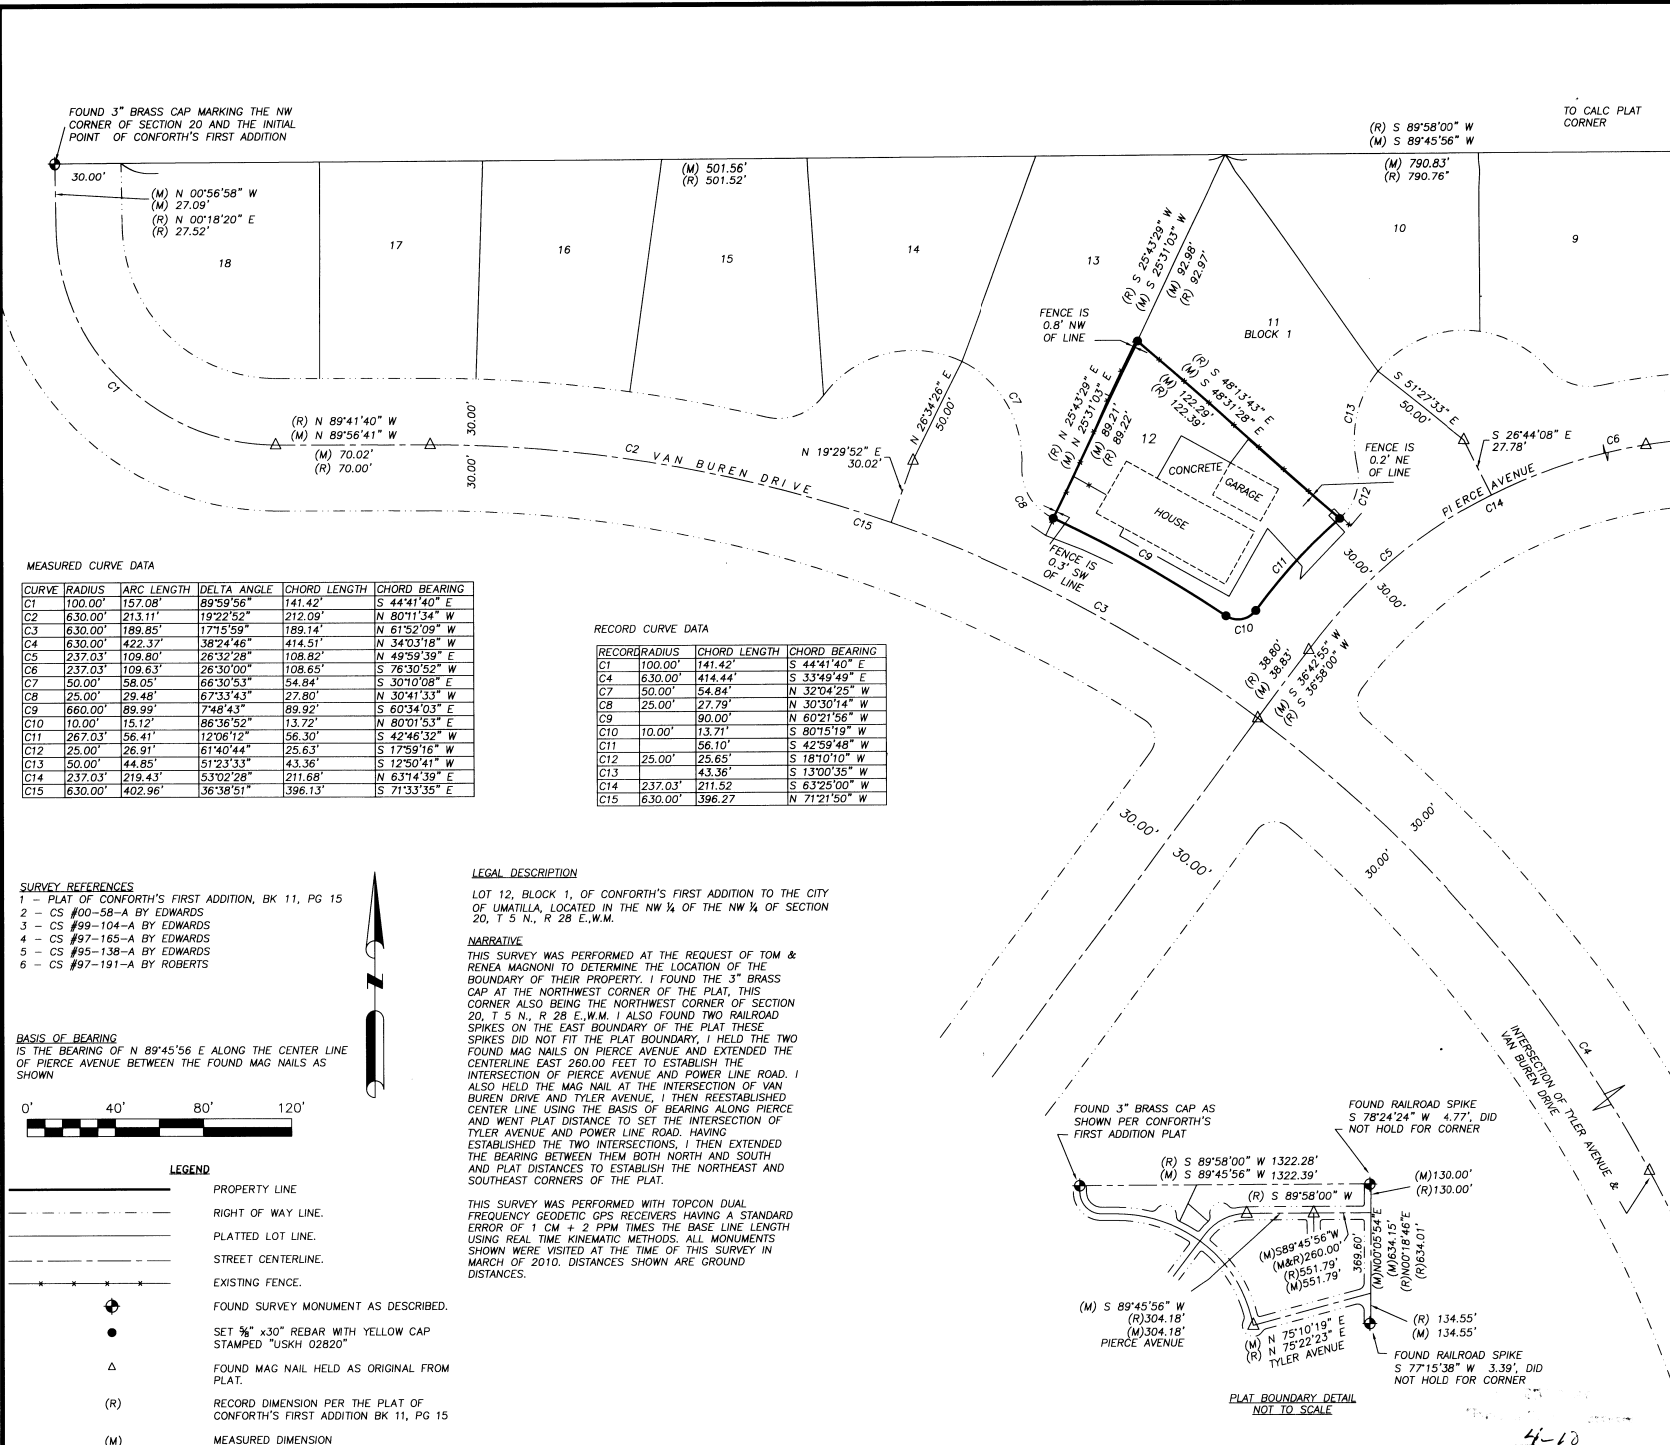 FOUND 3" BRASS CAP MARKING THE NW
CORNER OF SECTION 20 AND THE INITIAL
POINT OF CONFORTH'S FIRST ADDITION
TO CALC PLAT
CORNER
(R) S 89°58'00" W
(M) S 89°45'56" W
(M) 790.83'
(R) 790.76"
(M) 501.56'
(R) 501.52'
30.00'
(M) N 00°56'58" W
(M) 27.09'
(R) N 00°18'20" E
(R) 27.52'
18
17
16
15
14
13
10
9
11
BLOCK 1
(R) S 25°43'29" W
(M) S 25°31'03" W
(M) 92.98'
(R) 92.97'
FENCE IS
0.8' NW
OF LINE
(R) S 48°13'43" E
(M) S 48°31'28" E
(M) 122.29'
(R) 122.39'
(R) N 25°43'29" E
(M) N 25°31'03" E
(M) 89.21'
(R) 89.22'
12
CONCRETE
GARAGE
HOUSE
C9
C10
C11
C12
C13
C7
C8
N 26°34'26" E
50.00'
N 19°29'52" E
30.02'
S 51°27'33" E
50.00'
S 26°44'08" E
27.78'
C6
FENCE IS
0.2' NE
OF LINE
PIERCE AVENUE
C14
C5
30.00'
30.00'
FENCE IS
0.3' SW
OF LINE
C1
(R) N 89°41'40" W
(M) N 89°56'41" W
(M) 70.02'
(R) 70.00'
30.00'
30.00'
C2 VAN BUREN DRIVE
C15
C3
(R) 38.80'
(M) 38.83'
(M) S 36°42'55" W
(R) S 36°58'00" W
30.00'
30.00'
30.00'
30.00'
C4
INTERSECTION OF TYLER AVENUE &
VAN BUREN DRIVE
MEASURED CURVE DATA
CURVE RADIUS ARC LENGTH DELTA ANGLE CHORD LENGTH CHORD BEARING
C1 100.00' 157.08' 89°59'56" 141.42' S 44°41'40" E
C2 630.00' 213.11' 19°22'52" 212.09' N 80°11'34" W
C3 630.00' 189.85' 17°15'59" 189.14' N 61°52'09" W
C4 630.00' 422.37' 38°24'46" 414.51' N 34°03'18" W
C5 237.03' 109.80' 26°32'28" 108.82' N 49°59'39" E
C6 237.03' 109.63' 26°30'00" 108.65' S 76°30'52" W
C7 50.00' 58.05' 66°30'53" 54.84' S 30°10'08" E
C8 25.00' 29.48' 67°33'43" 27.80' N 30°41'33" W
C9 660.00' 89.99' 7°48'43" 89.92' S 60°34'03" E
C10 10.00' 15.12' 86°36'52" 13.72' N 80°01'53" E
C11 267.03' 56.41' 12°06'12" 56.30' S 42°46'32" W
C12 25.00' 26.91' 61°40'44" 25.63' S 17°59'16" W
C13 50.00' 44.85' 51°23'33" 43.36' S 12°50'41" W
C14 237.03' 219.43' 53°02'28" 211.68' N 63°14'39" E
C15 630.00' 402.96' 36°38'51" 396.13' S 71°33'35" E
RECORD CURVE DATA
RECORD RADIUS CHORD LENGTH CHORD BEARING
C1 100.00' 141.42' S 44°41'40" E
C4 630.00' 414.44' S 33°49'49" E
C7 50.00' 54.84' N 32°04'25" W
C8 25.00' 27.79' N 30°30'14" W
C9 90.00' N 60°21'56" W
C10 10.00' 13.71' S 80°15'19" W
C11 56.10' S 42°59'48" W
C12 25.00' 25.65' S 18°10'10" W
C13 43.36' S 13°00'35" W
C14 237.03' 211.52 S 63°25'00" W
C15 630.00' 396.27 N 71°21'50" W
SURVEY REFERENCES
1 - PLAT OF CONFORTH'S FIRST ADDITION, BK 11, PG 15
2 - CS #00-58-A BY EDWARDS
3 - CS #99-104-A BY EDWARDS
4 - CS #97-165-A BY EDWARDS
5 - CS #95-138-A BY EDWARDS
6 - CS #97-191-A BY ROBERTS
BASIS OF BEARING
IS THE BEARING OF N 89°45'56 E ALONG THE CENTER LINE
OF PIERCE AVENUE BETWEEN THE FOUND MAG NAILS AS
SHOWN
N
0' 40' 80' 120'
LEGEND
PROPERTY LINE
RIGHT OF WAY LINE.
PLATTED LOT LINE.
STREET CENTERLINE.
EXISTING FENCE.
FOUND SURVEY MONUMENT AS DESCRIBED.
SET 5/8" x30" REBAR WITH YELLOW CAP
STAMPED "USKH 02820"
FOUND MAG NAIL HELD AS ORIGINAL FROM
PLAT.
(R) RECORD DIMENSION PER THE PLAT OF
CONFORTH'S FIRST ADDITION BK 11, PG 15
(M) MEASURED DIMENSION
LEGAL DESCRIPTION
LOT 12, BLOCK 1, OF CONFORTH'S FIRST ADDITION TO THE CITY
OF UMATILLA, LOCATED IN THE NW ¼ OF THE NW ¼ OF SECTION
20, T 5 N., R 28 E.,W.M.
NARRATIVE
THIS SURVEY WAS PERFORMED AT THE REQUEST OF TOM &
RENEA MAGNONI TO DETERMINE THE LOCATION OF THE
BOUNDARY OF THEIR PROPERTY. I FOUND THE 3" BRASS
CAP AT THE NORTHWEST CORNER OF THE PLAT, THIS
CORNER ALSO BEING THE NORTHWEST CORNER OF SECTION
20, T 5 N., R 28 E.,W.M. I ALSO FOUND TWO RAILROAD
SPIKES ON THE EAST BOUNDARY OF THE PLAT THESE
SPIKES DID NOT FIT THE PLAT BOUNDARY, I HELD THE TWO
FOUND MAG NAILS ON PIERCE AVENUE AND EXTENDED THE
CENTERLINE EAST 260.00 FEET TO ESTABLISH THE
INTERSECTION OF PIERCE AVENUE AND POWER LINE ROAD. I
ALSO HELD THE MAG NAIL AT THE INTERSECTION OF VAN
BUREN DRIVE AND TYLER AVENUE, I THEN REESTABLISHED
CENTER LINE USING THE BASIS OF BEARING ALONG PIERCE
AND WENT PLAT DISTANCE TO SET THE INTERSECTION OF
TYLER AVENUE AND POWER LINE ROAD. HAVING
ESTABLISHED THE TWO INTERSECTIONS, I THEN EXTENDED
THE BEARING BETWEEN THEM BOTH NORTH AND SOUTH
AND PLAT DISTANCES TO ESTABLISH THE NORTHEAST AND
SOUTHEAST CORNERS OF THE PLAT.
THIS SURVEY WAS PERFORMED WITH TOPCON DUAL
FREQUENCY GEODETIC GPS RECEIVERS HAVING A STANDARD
ERROR OF 1 CM + 2 PPM TIMES THE BASE LINE LENGTH
USING REAL TIME KINEMATIC METHODS. ALL MONUMENTS
SHOWN WERE VISITED AT THE TIME OF THIS SURVEY IN
MARCH OF 2010. DISTANCES SHOWN ARE GROUND
DISTANCES.
FOUND 3" BRASS CAP AS
SHOWN PER CONFORTH'S
FIRST ADDITION PLAT
FOUND RAILROAD SPIKE
S 78°24'24" W 4.77', DID
NOT HOLD FOR CORNER
(R) S 89°58'00" W 1322.28'
(M) S 89°45'56" W 1322.39'
(R) S 89°58'00" W
(M)130.00'
(R)130.00'
(M)S89°45'56"W
(M&R)260.00'
(R)551.79'
(M)551.79'
369.60'
(M)N00°05'54"E
(M)634.15'
(R)N00°18'46"E
(R)634.01'
(M) S 89°45'56" W
(R)304.18'
(M)304.18'
PIERCE AVENUE
(M) N 75°10'19" E
(R) N 75°22'23" E
TYLER AVENUE
(R) 134.55'
(M) 134.55'
FOUND RAILROAD SPIKE
S 77°15'38" W 3.39', DID
NOT HOLD FOR CORNER
PLAT BOUNDARY DETAIL
NOT TO SCALE
4-10